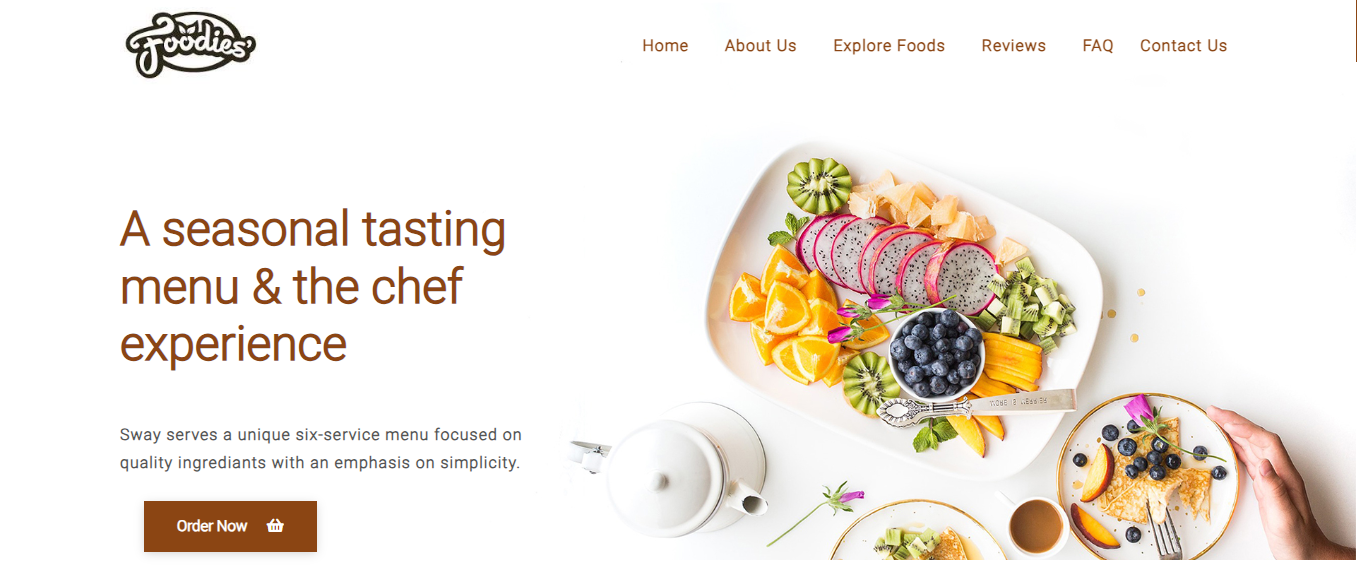 Foodies'
Home About Us Explore Foods Reviews FAQ Contact Us
A seasonal tasting
menu & the chef
experience
Sway serves a unique six-service menu focused on
quality ingrediants with an emphasis on simplicity.
Order Now